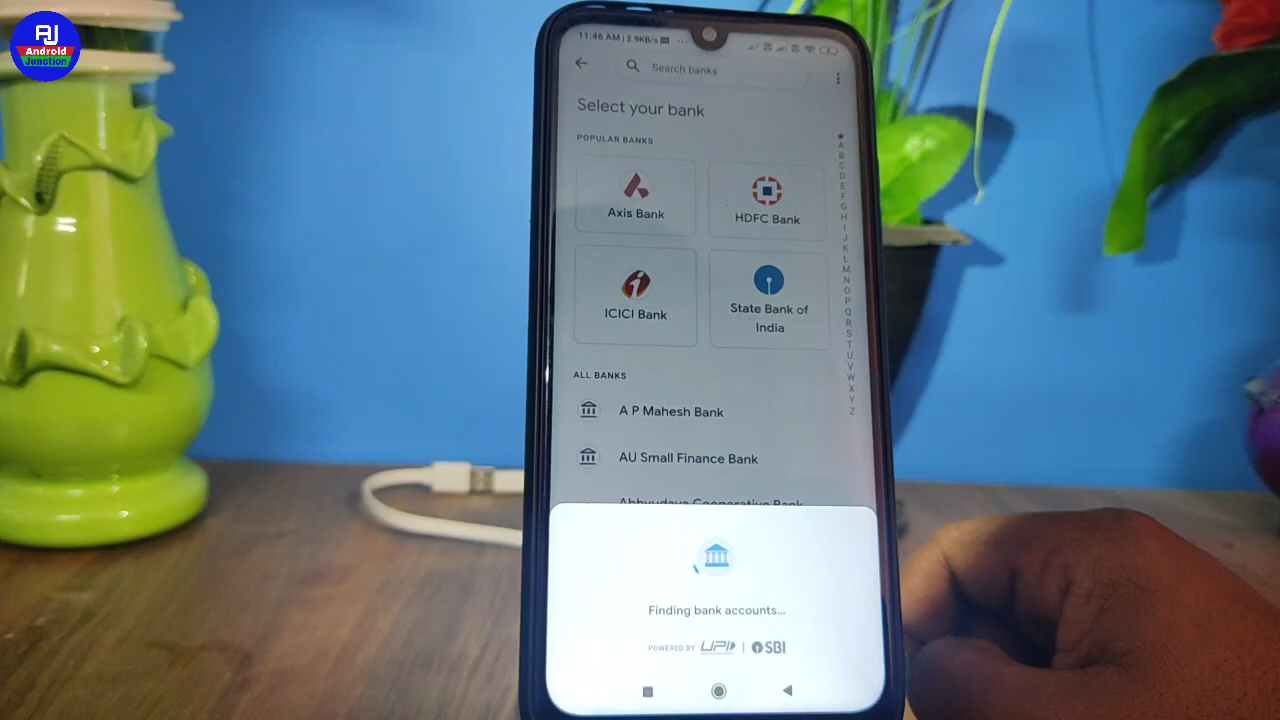 AJ
Android
Junction
11:46 AM | 2.9KB/s
Search banks
Select your bank
POPULAR BANKS
Axis Bank
HDFC Bank
ICICI Bank
State Bank of
India
ALL BANKS
A P Mahesh Bank
AU Small Finance Bank
Abhyudaya Cooperative Bank
A
B
C
D
E
F
G
H
I
J
K
L
M
N
O
P
Q
R
S
T
U
V
W
X
Y
Z
Finding bank accounts...
POWERED BY UPI | SBI